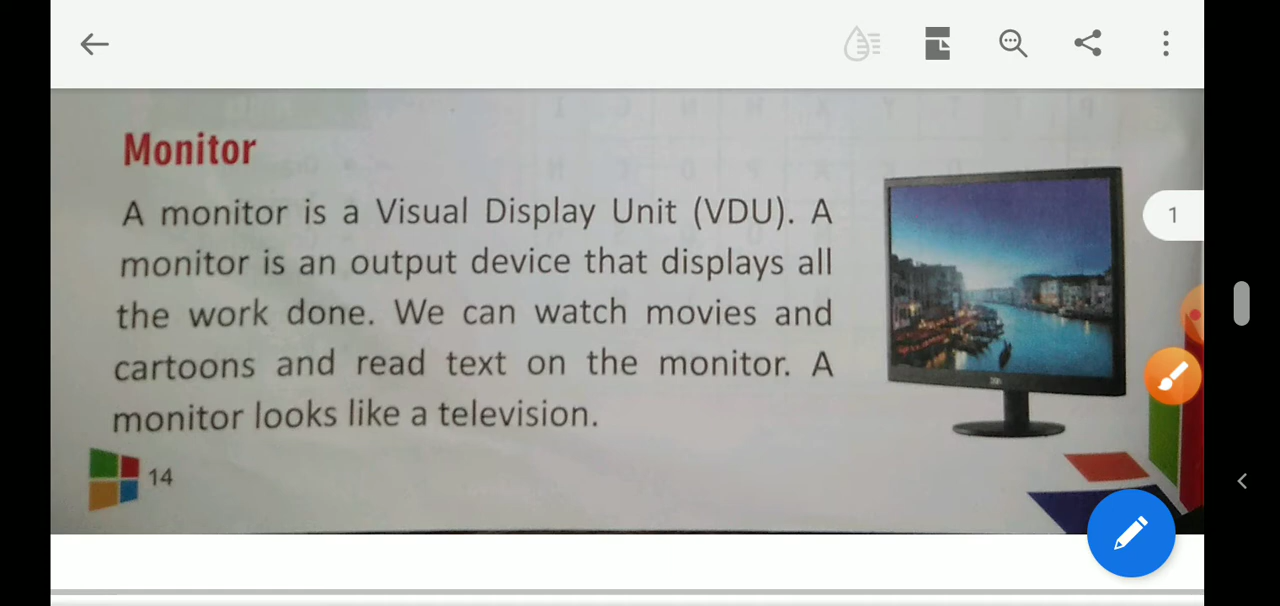 1
Monitor
A monitor is a Visual Display Unit (VDU). A
monitor is an output device that displays all
the work done. We can watch movies and
cartoons and read text on the monitor. A
monitor looks like a television.
14